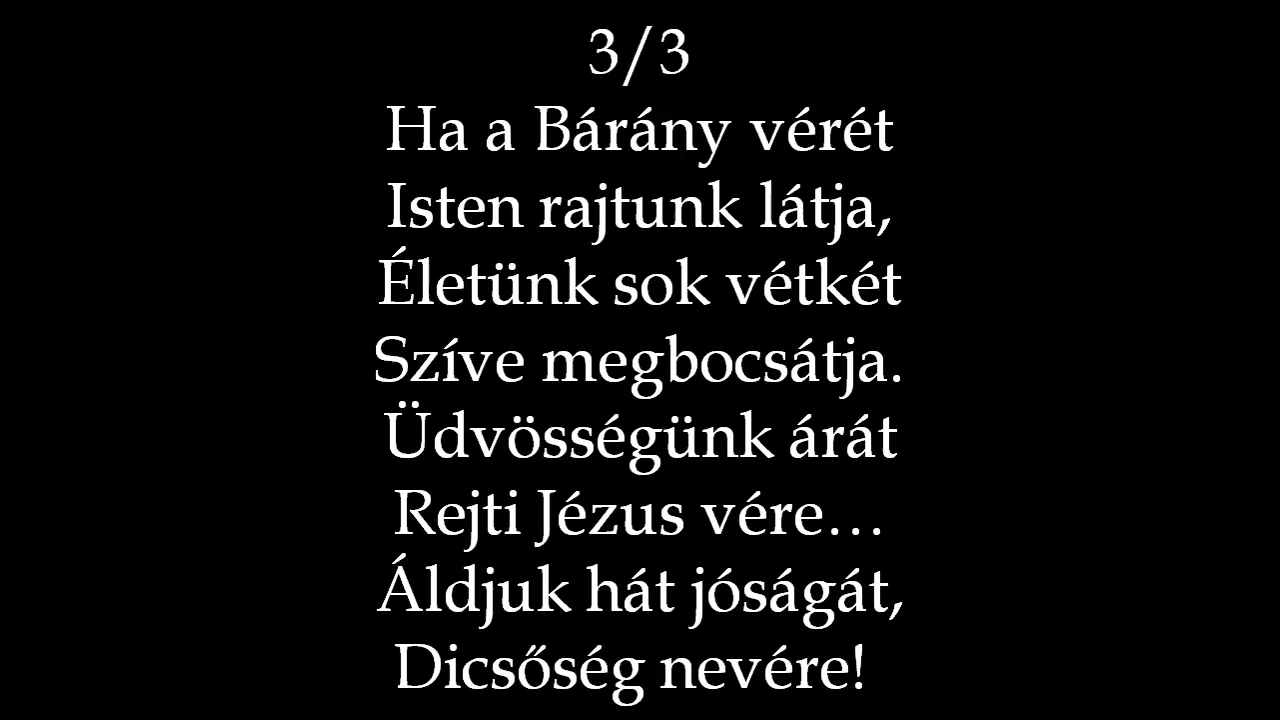 3/3
Ha a Bárány vérét
Isten rajtunk látja,
Életünk sok vétkét
Szíve megbocsátja.
Üdvösségünk árát
Rejti Jézus vére…
Áldjuk hát jóságát,
Dicsőség nevére!